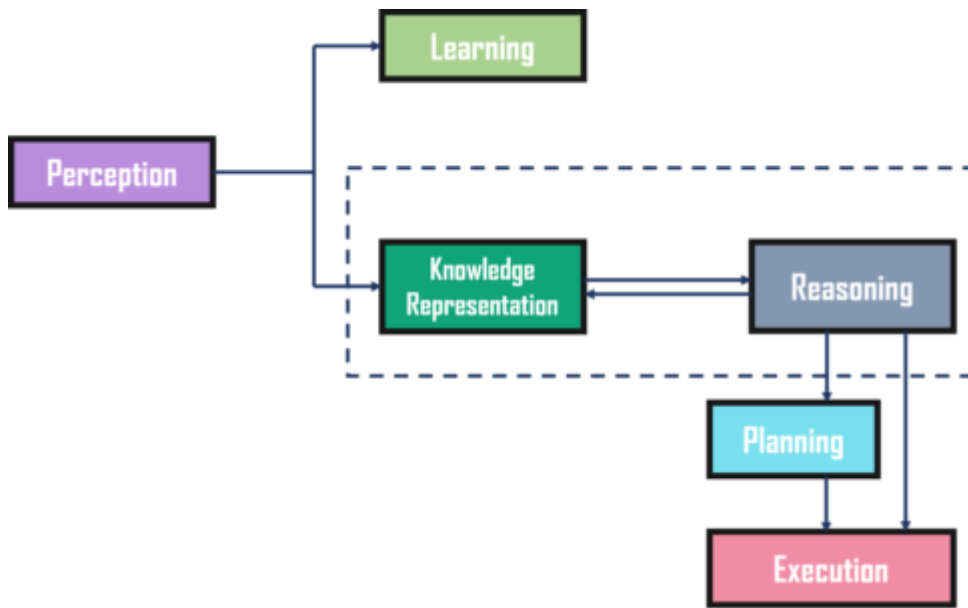 Learning
Perception
Knowledge
Representation
Reasoning
Planning
Execution